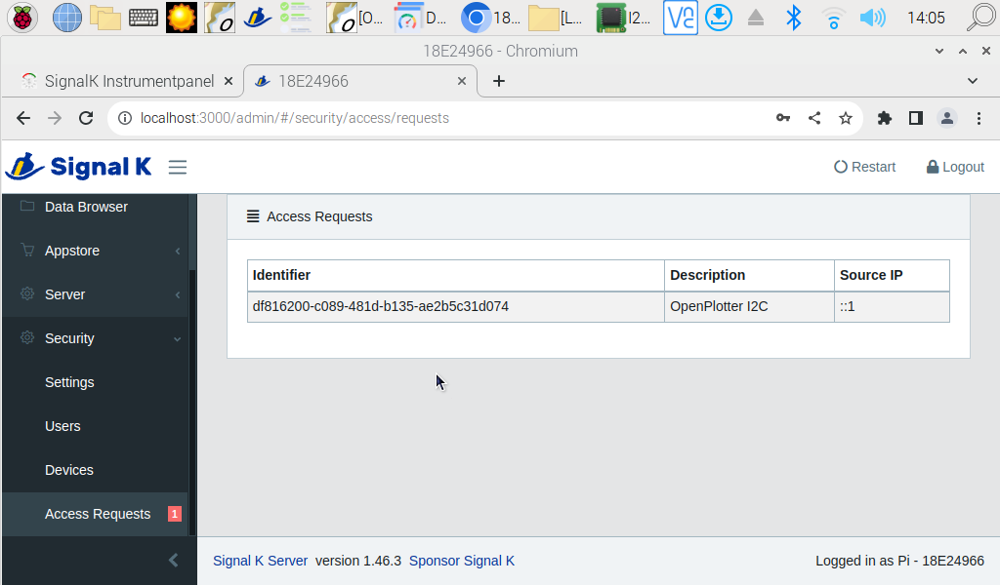 [O... D... 18... [L... I2... V2 14:05
18E24966 - Chromium
SignalK Instrumentpanel 18E24966
localhost:3000/admin/#/security/access/requests
Signal K Restart Logout
Data Browser
Appstore
Server
Security
Settings
Users
Devices
Access Requests 1
Access Requests
Identifier Description Source IP
df816200-c089-481d-b135-ae2b5c31d074 OpenPlotter I2C ::1
Signal K Server version 1.46.3 Sponsor Signal K Logged in as Pi - 18E24966